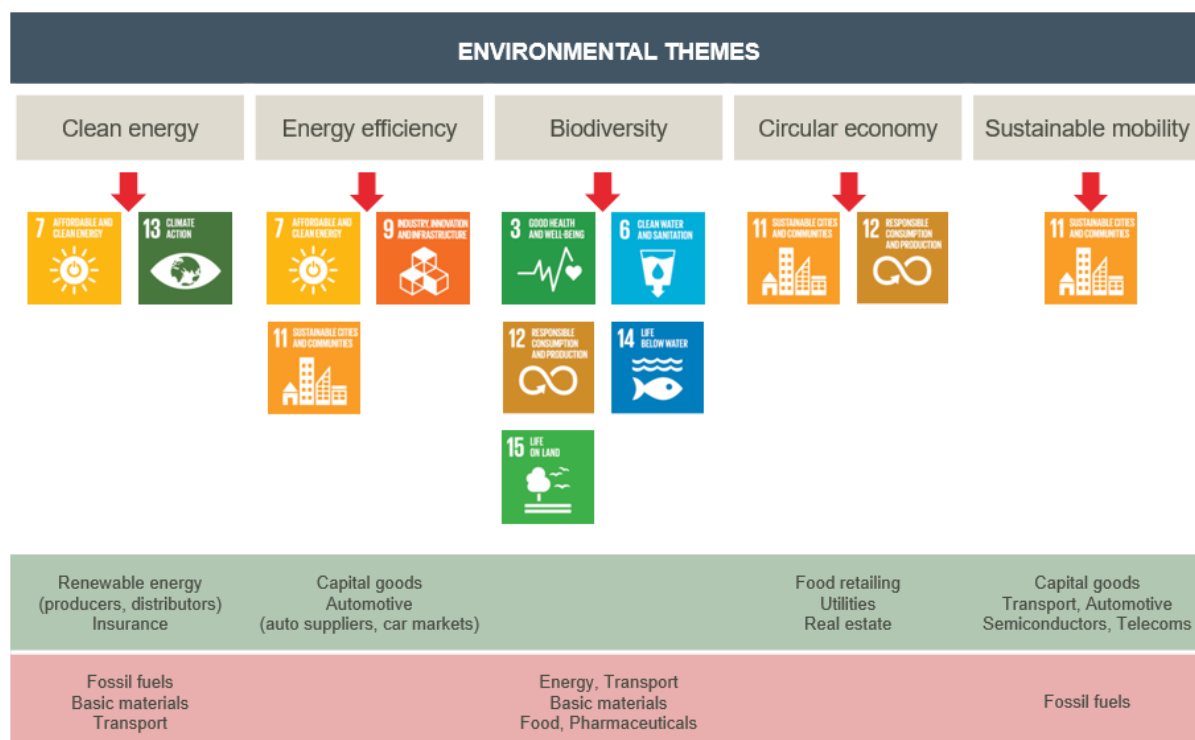 ENVIRONMENTAL THEMES
Clean energy
Energy efficiency
Biodiversity
Circular economy
Sustainable mobility
7 AFFORDABLE AND
CLEAN ENERGY
13 CLIMATE
ACTION
7 AFFORDABLE AND
CLEAN ENERGY
9 INDUSTRY, INNOVATION
AND INFRASTRUCTURE
11 SUSTAINABLE CITIES
AND COMMUNITIES
3 GOOD HEALTH
AND WELL-BEING
6 CLEAN WATER
AND SANITATION
12 RESPONSIBLE
CONSUMPTION
AND PRODUCTION
14 LIFE
BELOW WATER
15 LIFE
ON LAND
11 SUSTAINABLE CITIES
AND COMMUNITIES
12 RESPONSIBLE
CONSUMPTION
AND PRODUCTION
11 SUSTAINABLE CITIES
AND COMMUNITIES
Renewable energy
(producers, distributors)
Insurance
Capital goods
Automotive
(auto suppliers, car markets)
Food retailing
Utilities
Real estate
Capital goods
Transport, Automotive
Semiconductors, Telecoms
Fossil fuels
Basic materials
Transport
Energy, Transport
Basic materials
Food, Pharmaceuticals
Fossil fuels